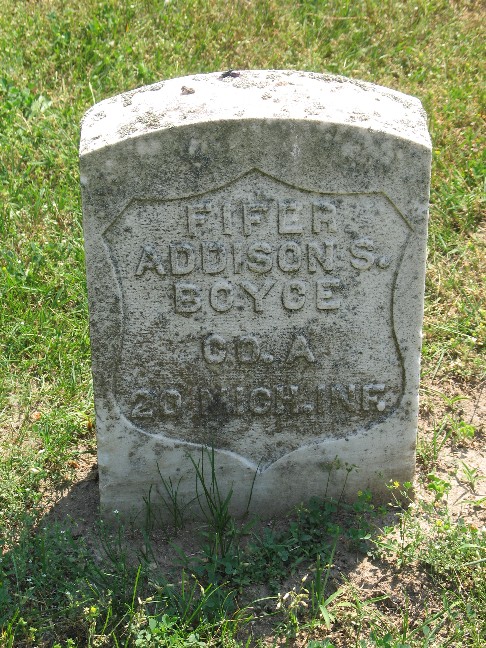 FIFER
ADDISON S.
BOYCE
CO. A
20 MICH. INF.